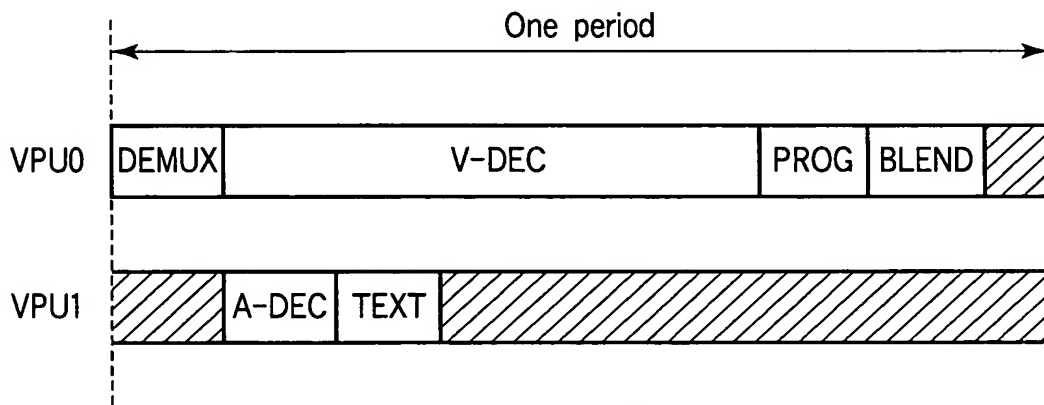 One period
VPU0 DEMUX V-DEC PROG BLEND
VPU1 A-DEC TEXT